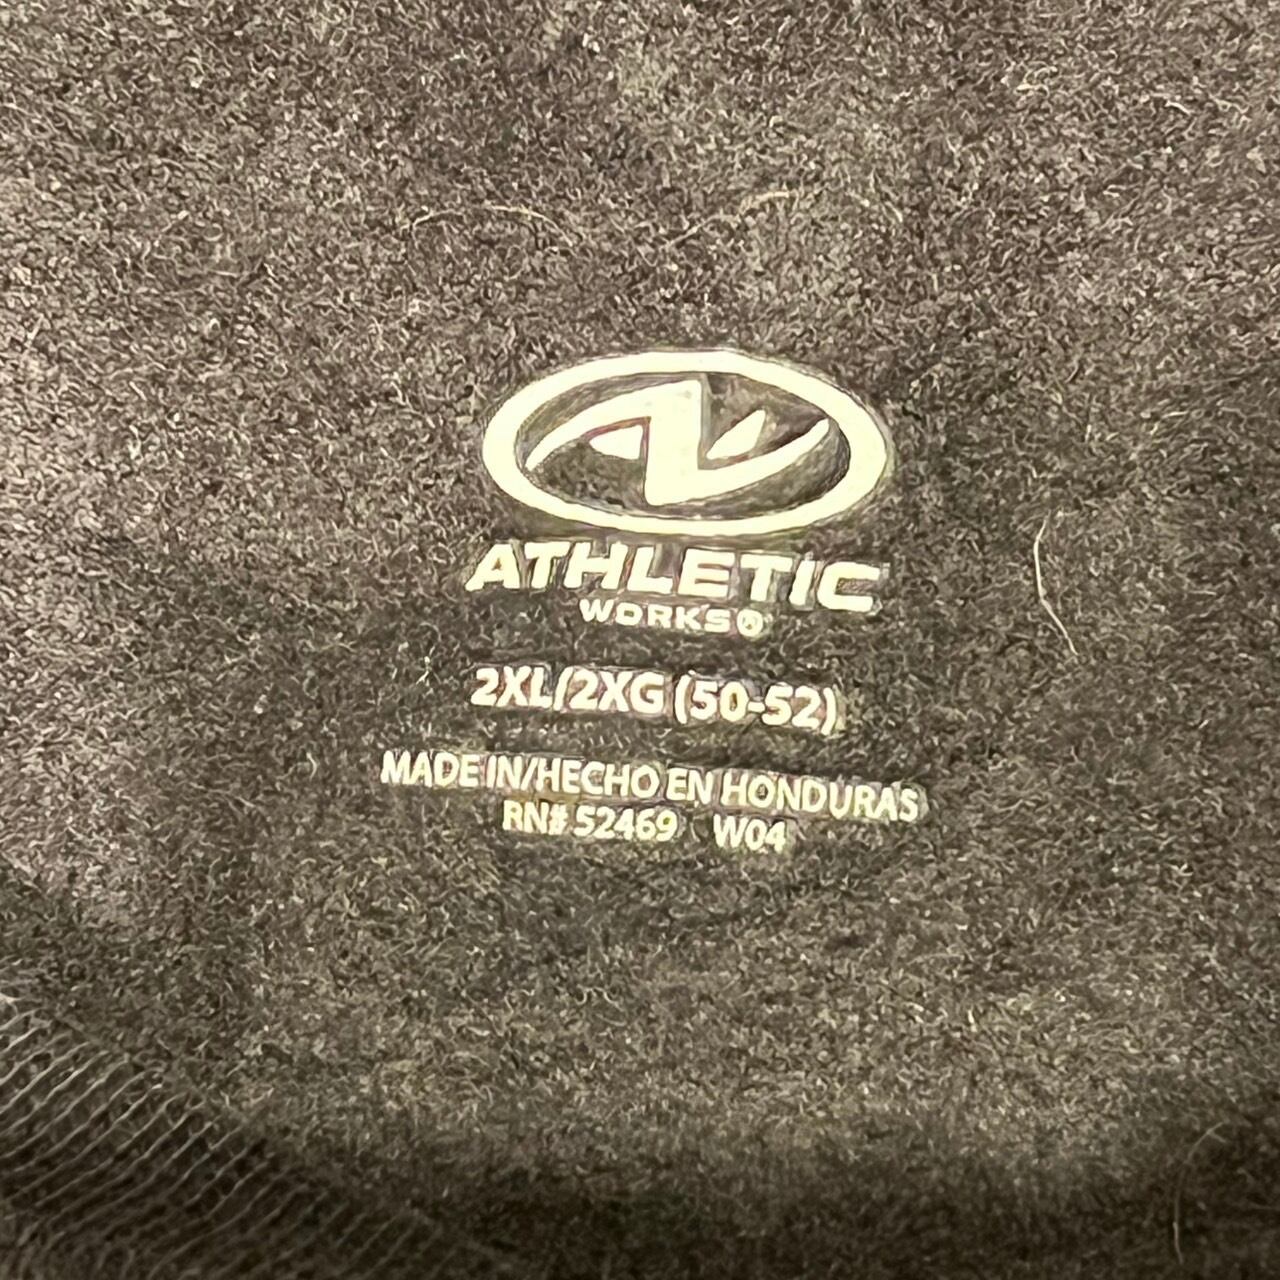 ATHLETIC
WORKS®
2XL/2XG (50-52)
MADE IN/HECHO EN HONDURAS
RN# 52469 W04